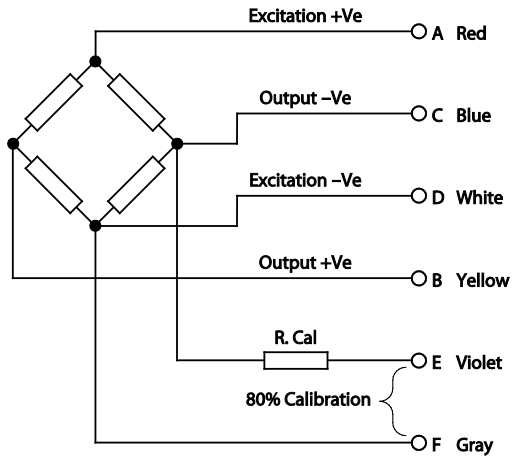 Excitation +Ve
A Red
Output –Ve
C Blue
Excitation –Ve
D White
Output +Ve
B Yellow
R. Cal
E Violet
80% Calibration
F Gray